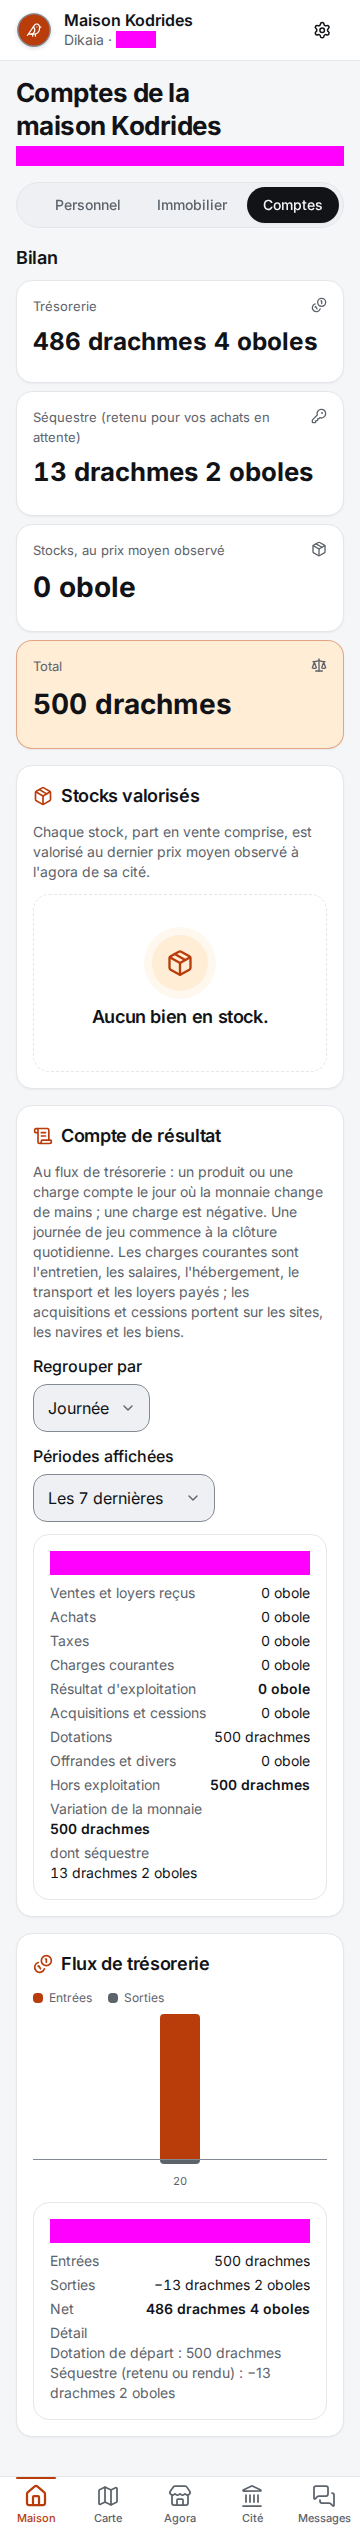 Maison Kodrides
Dikaia ·
Comptes de la
maison Kodrides
Personnel
Immobilier
Comptes
Bilan
Trésorerie
486 drachmes 4 oboles
Séquestre (retenu pour vos achats en
attente)
13 drachmes 2 oboles
Stocks, au prix moyen observé
0 obole
Total
500 drachmes
Stocks valorisés
Chaque stock, part en vente comprise, est
valorisé au dernier prix moyen observé à
l'agora de sa cité.
Aucun bien en stock.
Compte de résultat
Au flux de trésorerie : un produit ou une
charge compte le jour où la monnaie change
de mains ; une charge est négative. Une
journée de jeu commence à la clôture
quotidienne. Les charges courantes sont
l'entretien, les salaires, l'hébergement, le
transport et les loyers payés ; les
acquisitions et cessions portent sur les sites,
les navires et les biens.
Regrouper par
Journée
Périodes affichées
Les 7 dernières
Ventes et loyers reçus 0 obole
Achats 0 obole
Taxes 0 obole
Charges courantes 0 obole
Résultat d'exploitation 0 obole
Acquisitions et cessions 0 obole
Dotations 500 drachmes
Offrandes et divers 0 obole
Hors exploitation 500 drachmes
Variation de la monnaie
500 drachmes
dont séquestre
13 drachmes 2 oboles
Flux de trésorerie
Entrées Sorties
20
Entrées 500 drachmes
Sorties −13 drachmes 2 oboles
Net 486 drachmes 4 oboles
Détail
Dotation de départ : 500 drachmes
Séquestre (retenu ou rendu) : −13
drachmes 2 oboles
Maison
Carte
Agora
Cité
Messages